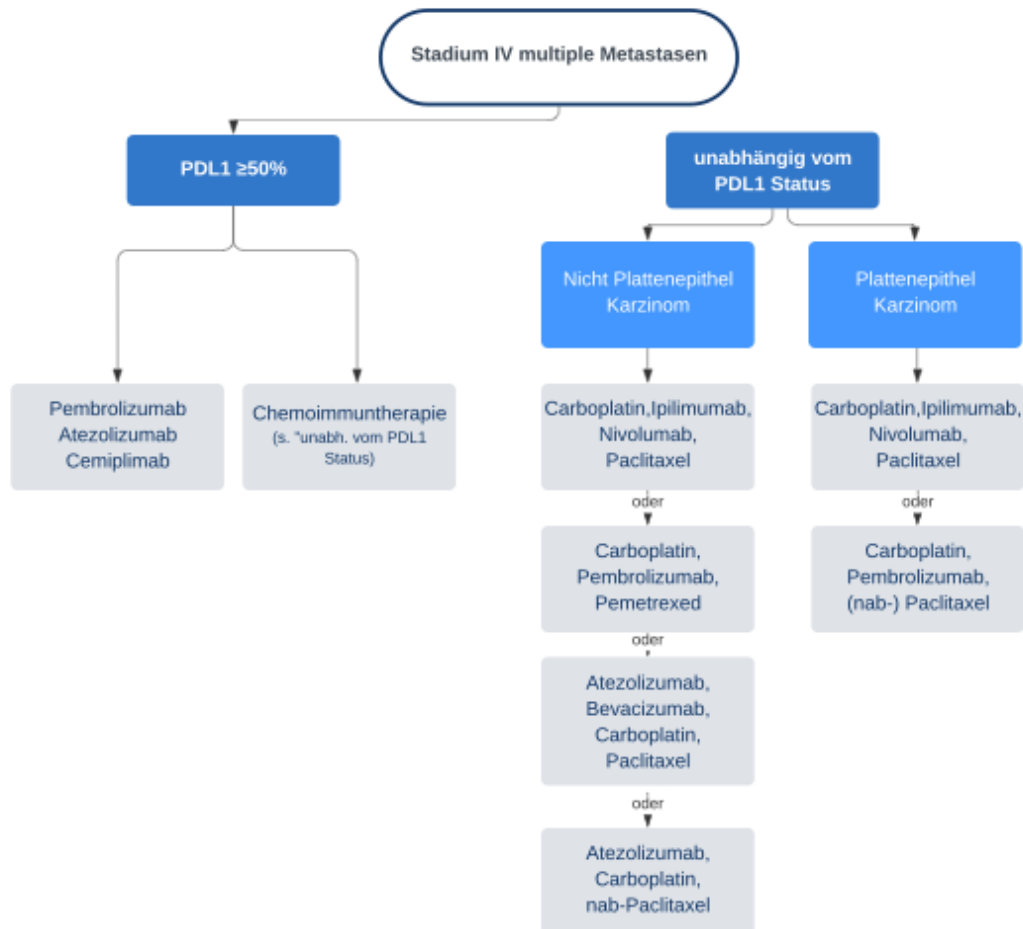 Stadium IV multiple Metastasen
PDL1 ≥50%
unabhängig vom
PDL1 Status
Nicht Plattenepithel
Karzinom
Plattenepithel
Karzinom
Pembrolizumab
Atezolizumab
Cemiplimab
Chemoimmuntherapie
(s. "unabh. vom PDL1
Status)
Carboplatin,Ipilimumab,
Nivolumab,
Paclitaxel
oder
Carboplatin,
Pembrolizumab,
Pemetrexed
oder
Atezolizumab,
Bevacizumab,
Carboplatin,
Paclitaxel
oder
Atezolizumab,
Carboplatin,
nab-Paclitaxel
Carboplatin,Ipilimumab,
Nivolumab,
Paclitaxel
oder
Carboplatin,
Pembrolizumab,
(nab-) Paclitaxel